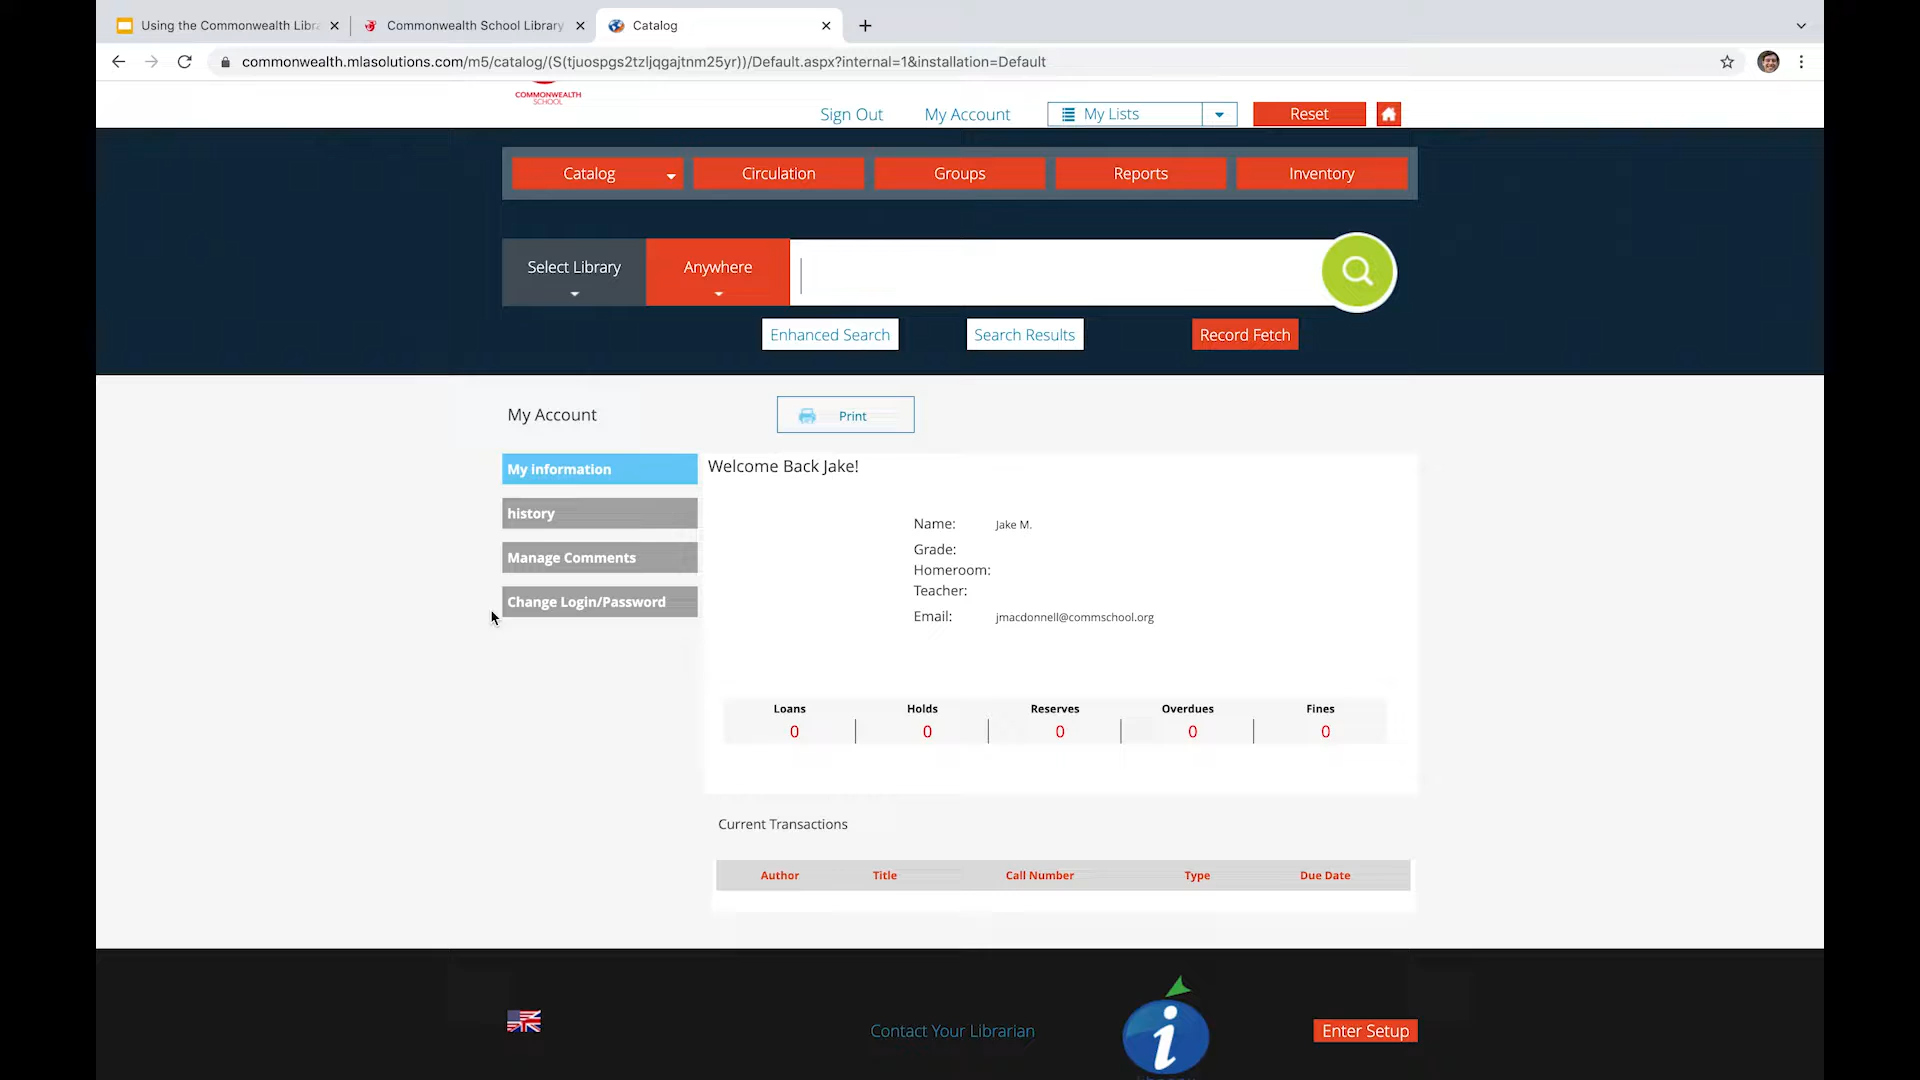 Using the Commonwealth Libr
Commonwealth School Library
Catalog
commonwealth.mlasolutions.com/m5/catalog/(S(tjuospgs2tzljqgajtnm25yr))/Default.aspx?internal=1&installation=Default
COMMONWEALTH
SCHOOL
Sign Out
My Account
My Lists
Reset
Catalog
Circulation
Groups
Reports
Inventory
Select Library
Anywhere
Enhanced Search
Search Results
Record Fetch
My Account
Print
My information
history
Manage Comments
Change Login/Password
Welcome Back Jake!
Name: Jake M.
Grade:
Homeroom:
Teacher:
Email: jmacdonnell@commschool.org
Loans Holds Reserves Overdues Fines
0 0 0 0 0
Current Transactions
Author Title Call Number Type Due Date
Contact Your Librarian
i
Enter Setup